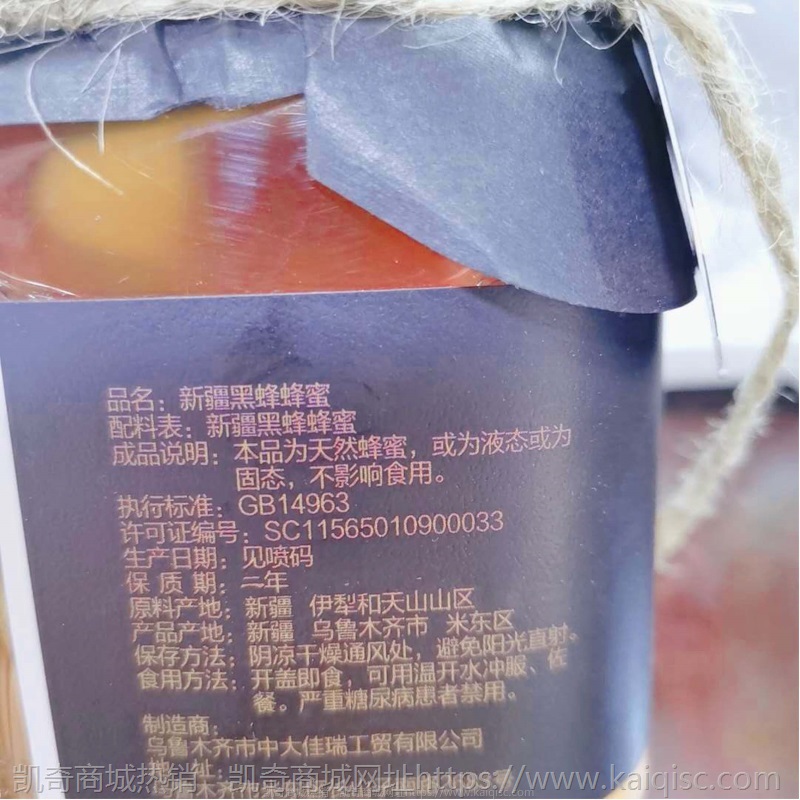 品名：新疆黑蜂蜂蜜
配料表：新疆黑蜂蜂蜜
成品说明：本品为天然蜂蜜，或为液态或为
固态，不影响食用。
执行标准：GB14963
许可证编号：SC11565010900033
生产日期：见喷码
保 质 期：二年
原料产地：新疆 伊犁和天山山区
产品产地：新疆 乌鲁木齐市 米东区
保存方法：阴凉干燥通风处，避免阳光直射。
食用方法：开盖即食，可用温开水冲服、佐
餐。严重糖尿病患者禁用。
制造商：
乌鲁木齐市中大佳瑞工贸有限公司
凯奇商城热销 凯奇商城网址https://www.kaiqisc.com